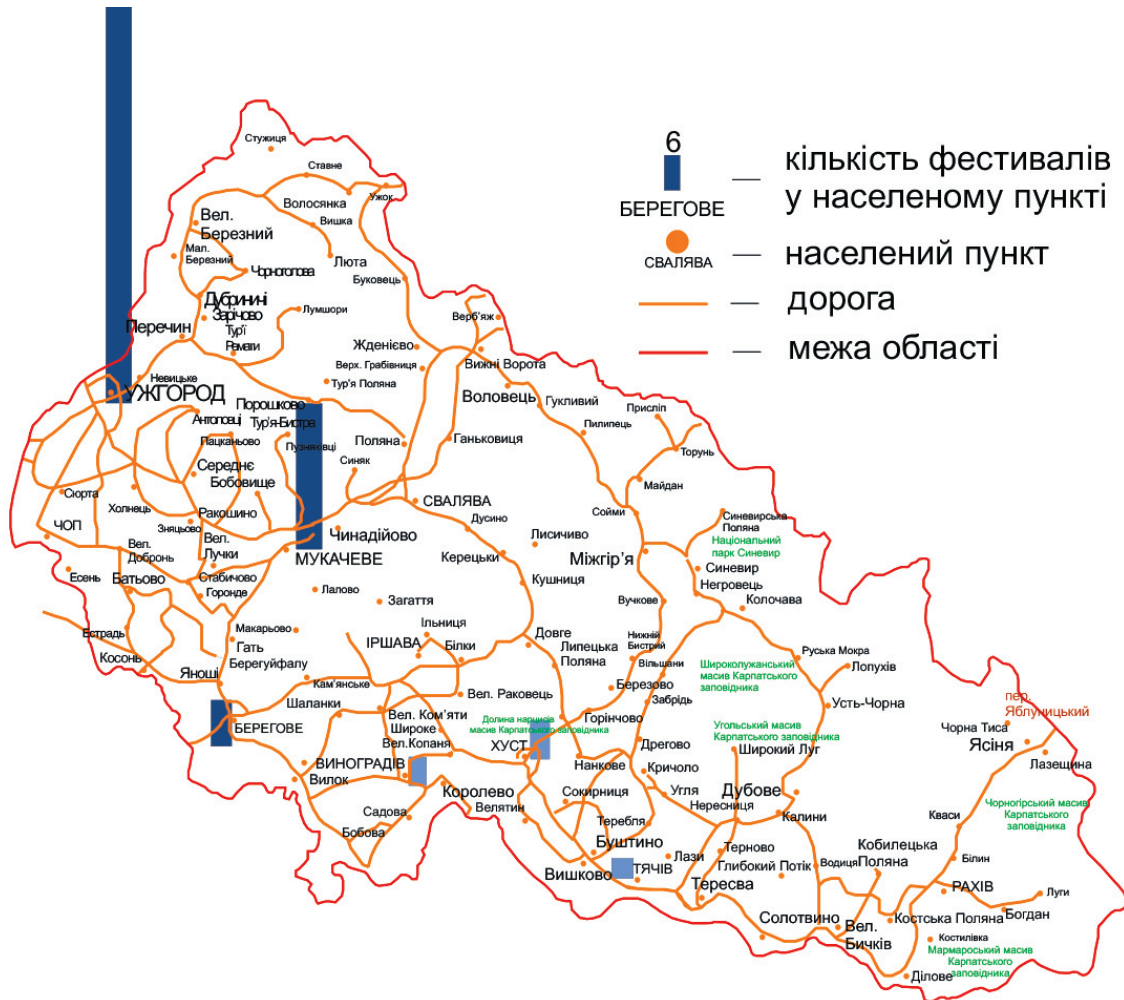 6
БЕРЕГОВЕ
— кількість фестивалів
у населеному пункті
СВАЛЯВА
— населений пункт
— дорога
— межа області
Стужиця
Ставне
Волосянка
Ужок
Вишка
Вел.
Березний
Мал.
Березний
Чорноголова
Люта
Буковець
Дубриничі
Зарічово
Тур'ї
Ремати
Лумшори
Перечин
Верб'яж
Жденієво
Верх. Грабівниця
Вижні Ворота
Невицьке
Тур'я Поляна
Воловець
УЖГОРОД
Порошково
Гукливий
Присліп
Антоловці
Тур'я-Бистра
Пацканьово
Пузняковці
Поляна
Ганьковиця
Пилипець
Торунь
Середнє
Бобовище
Синяк
Майдан
Сюрта
Холнець
Ракошино
СВАЛЯВА
Дусино
Сойми
Синевирська
Поляна
ЧОП
Зняцьово
Вел.
Лучки
Чинадійово
Лисичиво
Національний
парк Синевир
Вел.
Добронь
МУКАЧЕВЕ
Керецьки
Міжгір'я
Синевир
Есень
Батьово
Стабичово
Горонде
Лалово
Загаття
Кушниця
Негровець
Вучкове
Колочава
Естрадь
Макарьово
Ільниця
Гать
Берегуйфалу
ІРШАВА
Білки
Довге
Липецька
Поляна
Нижній
Бистрий
Вільшани
Руська Мокра
Лопухів
Косонь
Яноші
Кам'янське
Вел. Раковець
Березово
Забрідь
Широколужанський
масив Карпатського
заповідника
Усть-Чорна
пер.
Яблуницький
Шаланки
БЕРЕГОВЕ
Вел. Ком'яти
Широке
Вел.Копаня
Долина нарцисів
масив Карпатського заповідника
ХУСТ
Горінчово
Угольський масив
Карпатського заповідника
Широкий Луг
Чорна Тиса
Ясіня
Лазещина
ВИНОГРАДІВ
Вилок
Нанкове
Дрегово
Кричоло
Королево
Сокирниця
Угля
Нересниця
Дубове
Чорногірський масив
Карпатського
заповідника
Садова
Велятин
Теребля
Калини
Кваси
Бобова
Буштино
Лази
Терново
Кобилецька
Поляна
Вишково
ТЯЧІВ
Глибокий Потік
Водиця
Білин
Тересва
РАХІВ
Луги
Солотвино
Вел.
Бичків
Костська Поляна
Богдан
Костилівка
Мармароський масив
Карпатського
заповідника
Ділове